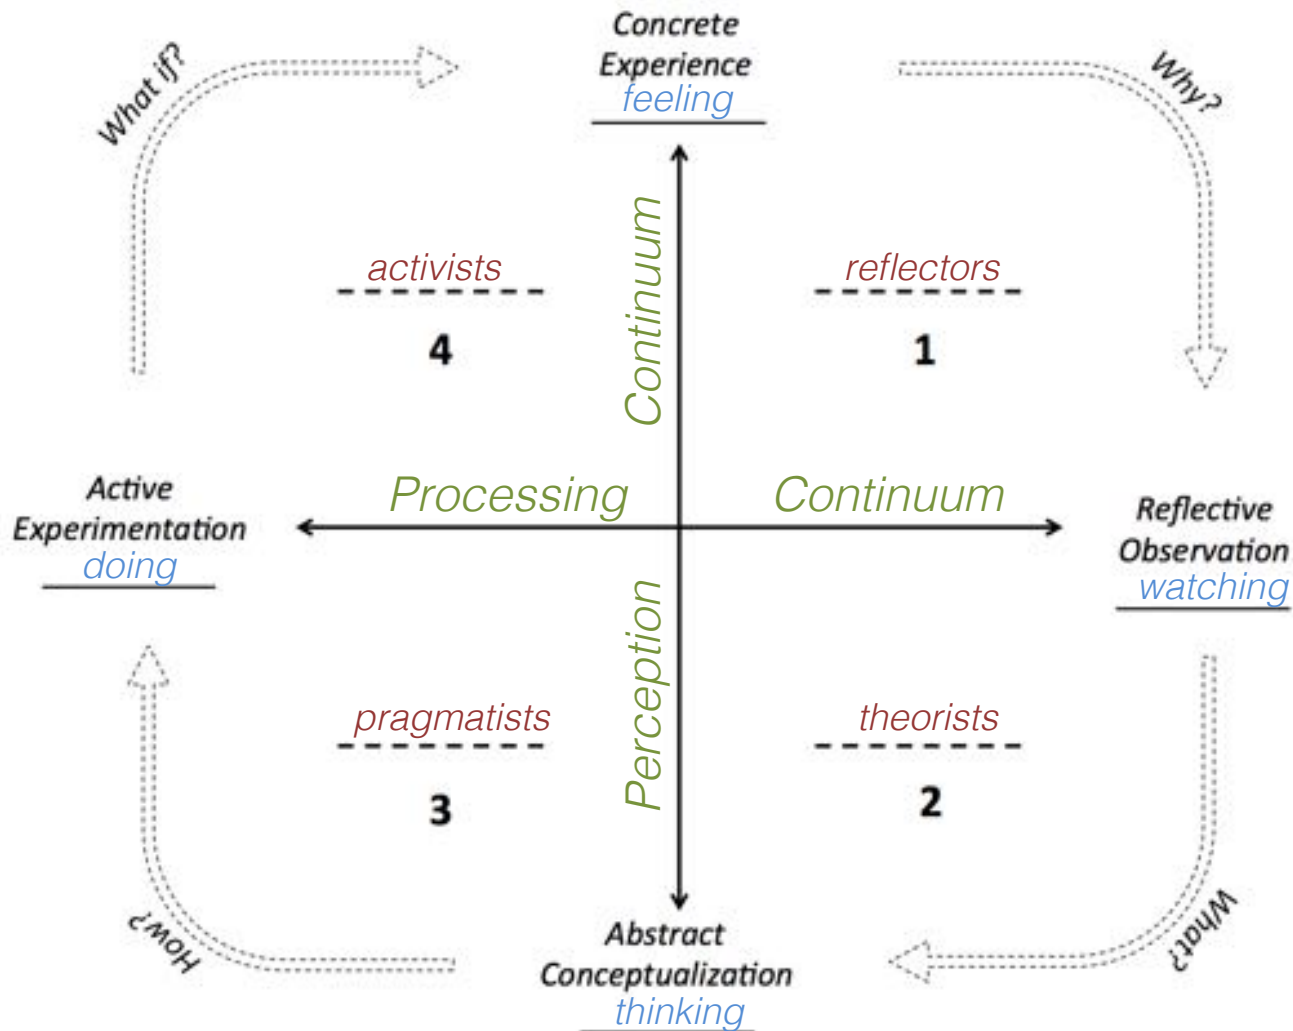 Concrete
Experience
feeling
What if?
Why?
Continuum
activists
reflectors
4
1
Active
Experimentation
doing
Processing
Continuum
Reflective
Observation
watching
Perception
pragmatists
theorists
3
2
How?
What?
Abstract
Conceptualization
thinking